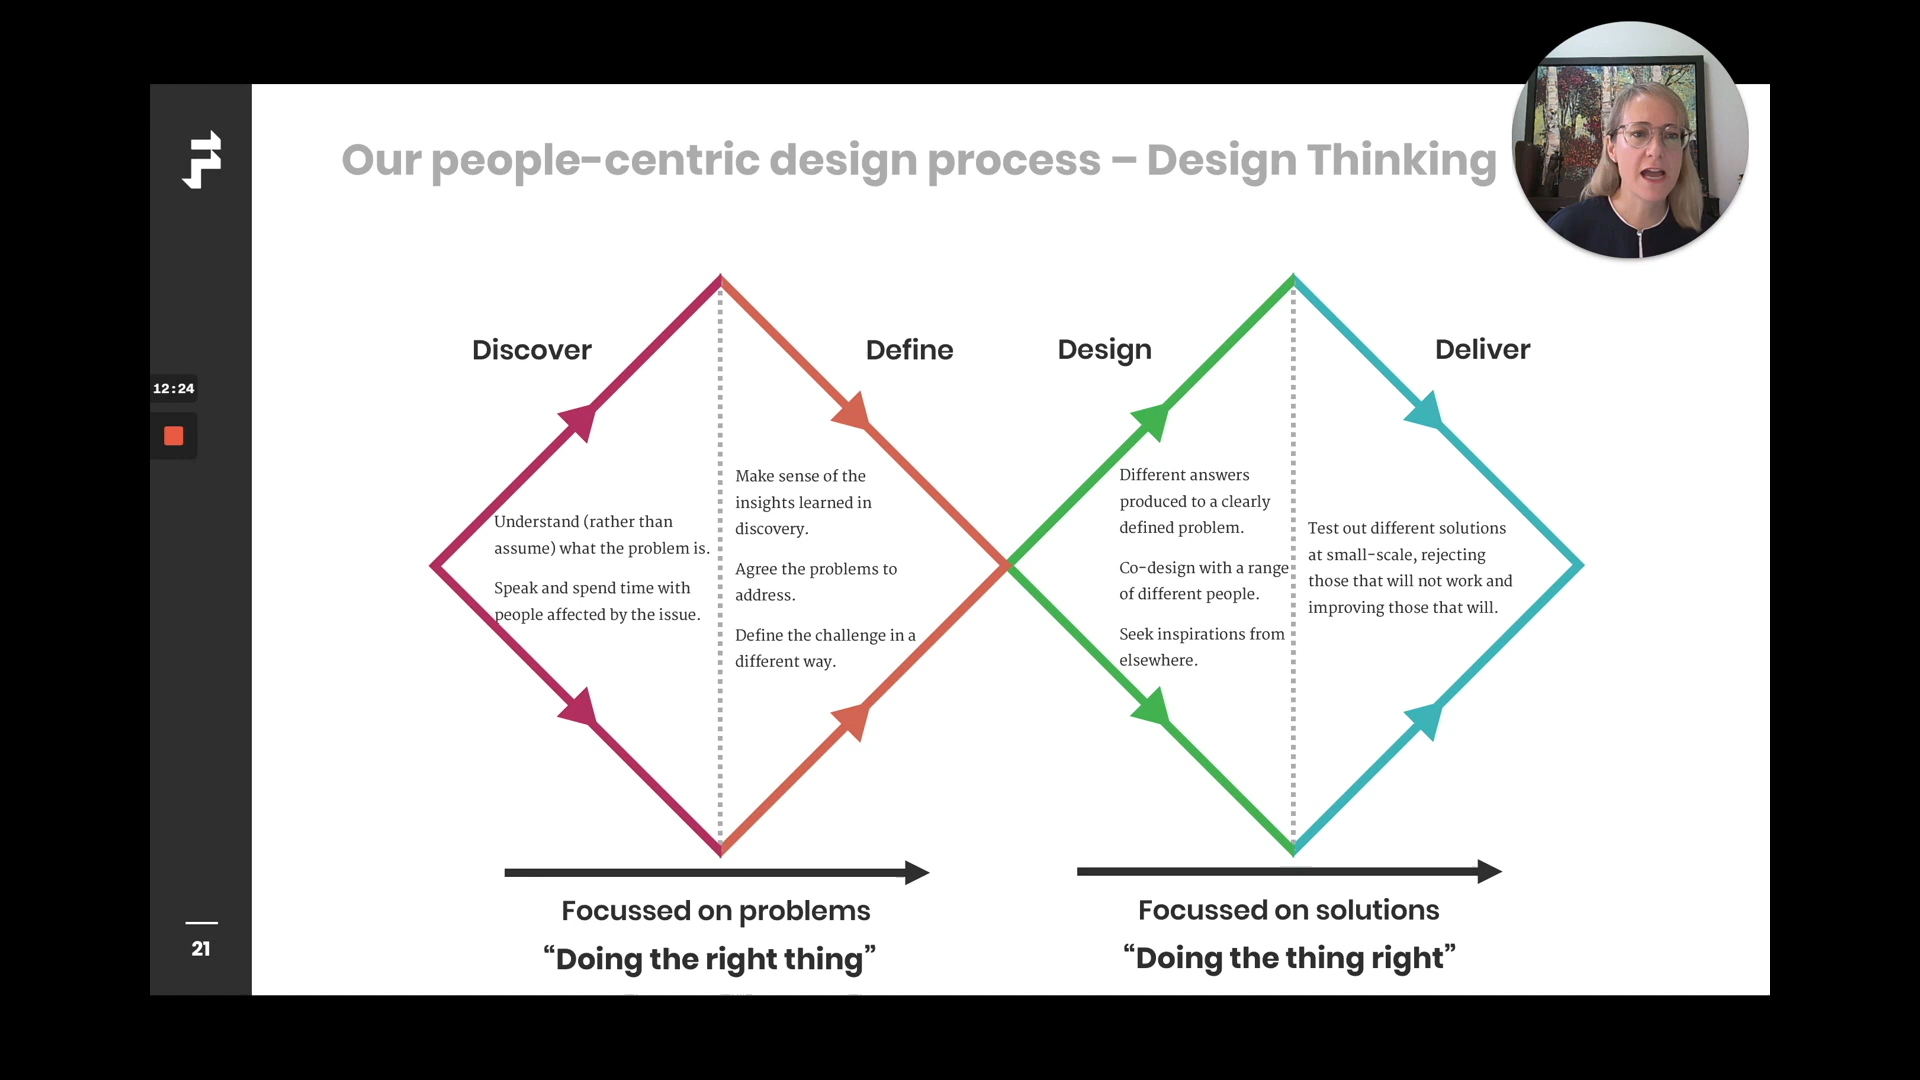 Our people-centric design process – Design Thinking
Discover
Define
Design
Deliver
12:24
Understand (rather than
assume) what the problem is.
Speak and spend time with
people affected by the issue.
Make sense of the
insights learned in
discovery.
Agree the problems to
address.
Define the challenge in a
different way.
Different answers
produced to a clearly
defined problem.
Co-design with a range
of different people.
Seek inspirations from
elsewhere.
Test out different solutions
at small-scale, rejecting
those that will not work and
improving those that will.
Focussed on problems
“Doing the right thing”
Focussed on solutions
“Doing the thing right”
21